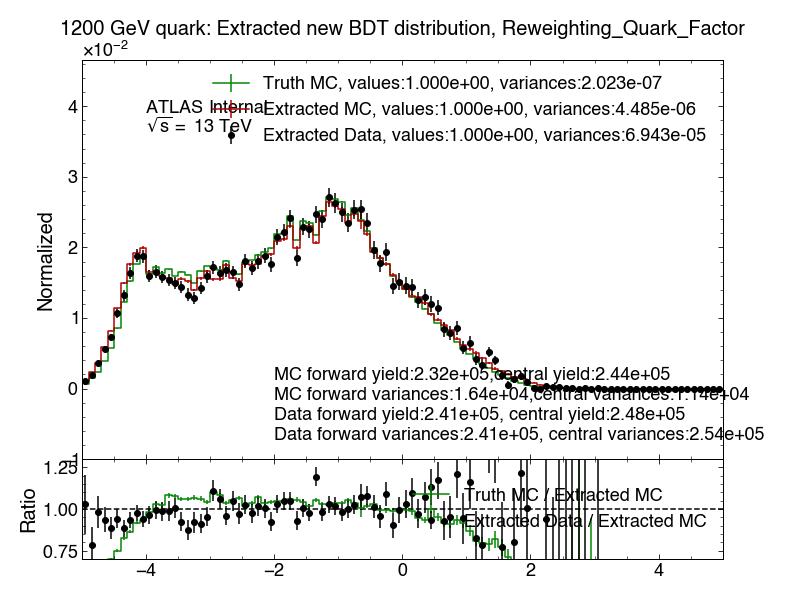 1200 GeV quark: Extracted new BDT distribution, Reweighting_Quark_Factor
×10⁻²
Truth MC, values:1.000e+00, variances:2.023e-07
ATLAS Internal
Extracted MC, values:1.000e+00, variances:4.485e-06
√s = 13 TeV
Extracted Data, values:1.000e+00, variances:6.943e-05
4
3
2
1
0
−1
Normalized
MC forward yield:2.32e+05,central yield:2.44e+05
MC forward variances:1.64e+04,central variances:1.14e+04
Data forward yield:2.41e+05, central yield:2.48e+05
Data forward variances:2.41e+05, central variances:2.54e+05
1.25
1.00
0.75
Ratio
Truth MC / Extracted MC
Extracted Data / Extracted MC
−4
−2
0
2
4